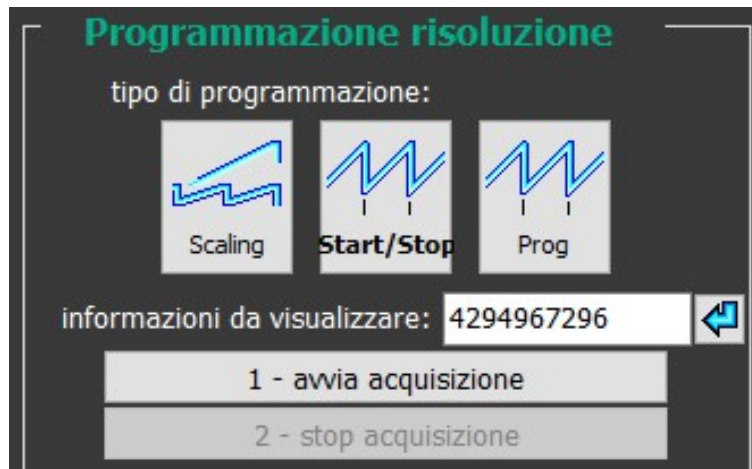 Programmazione risoluzione
tipo di programmazione:
Scaling Start/Stop Prog
informazioni da visualizzare: 4294967296
1 - avvia acquisizione
2 - stop acquisizione